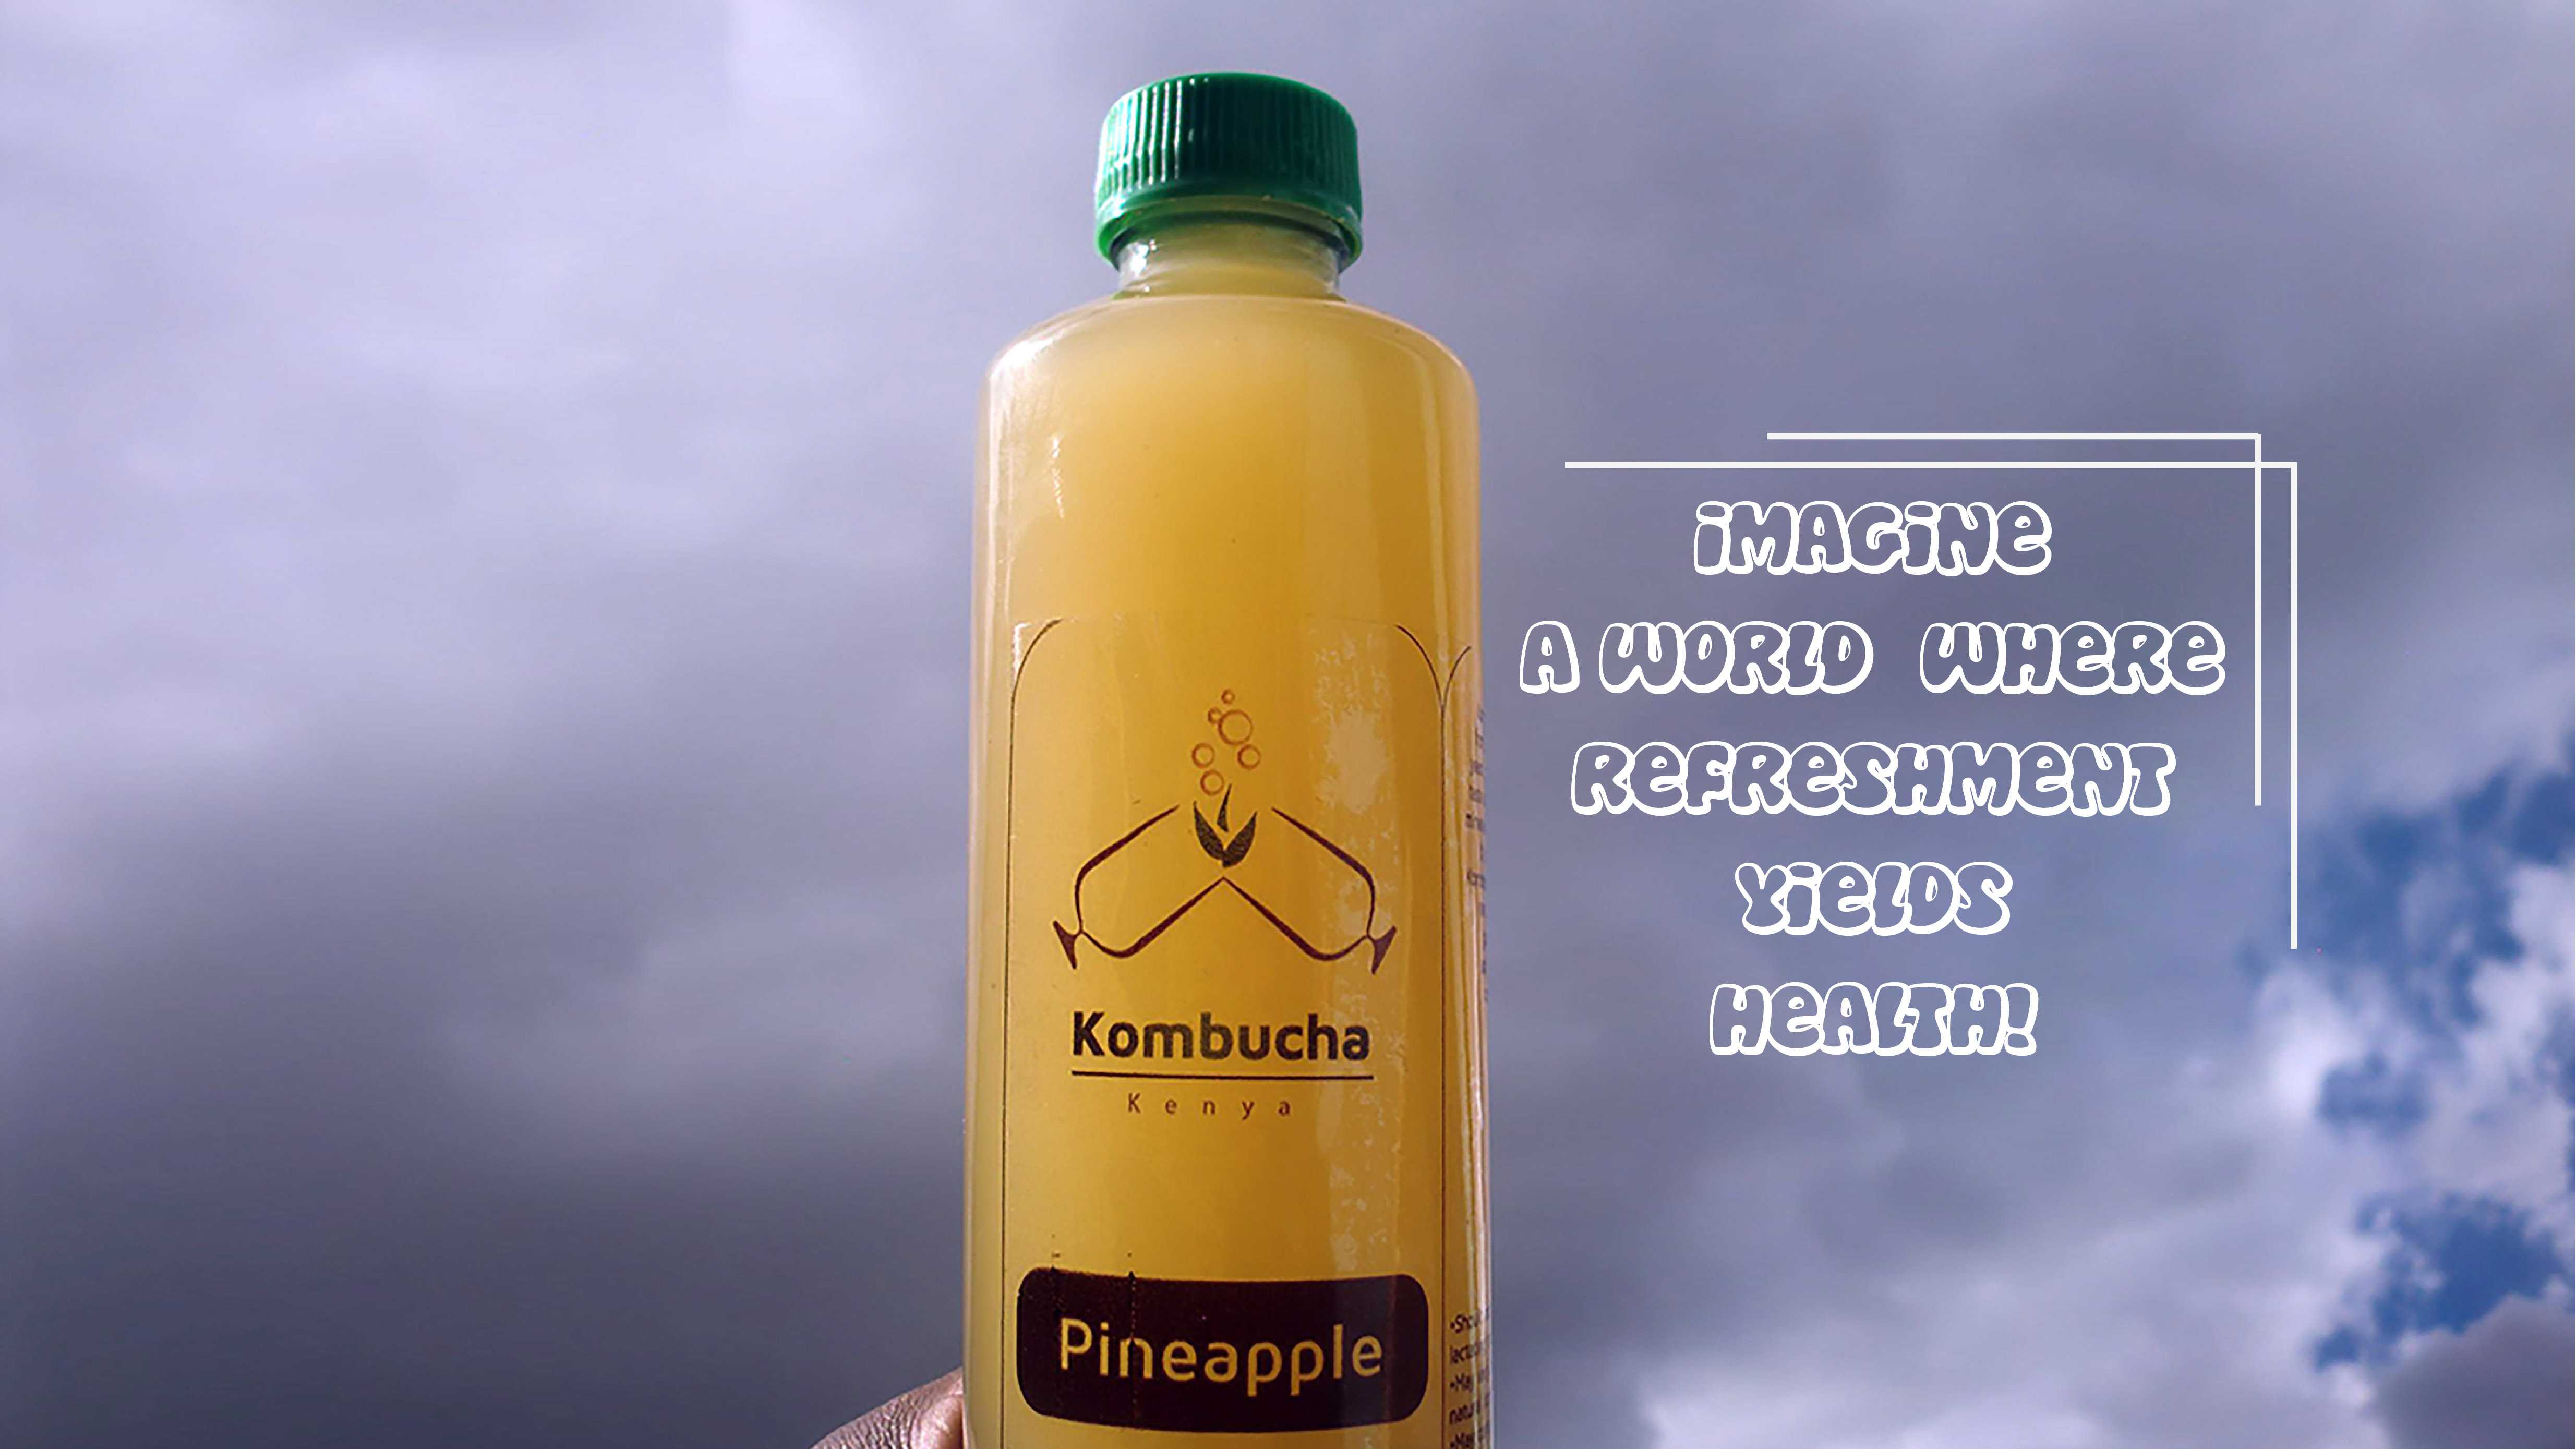 iMAGiNe
A WORLD WHeRe
ReFReSHMeNT
YieLDS
HeALTH!
Kombucha
Kenya
Pineapple